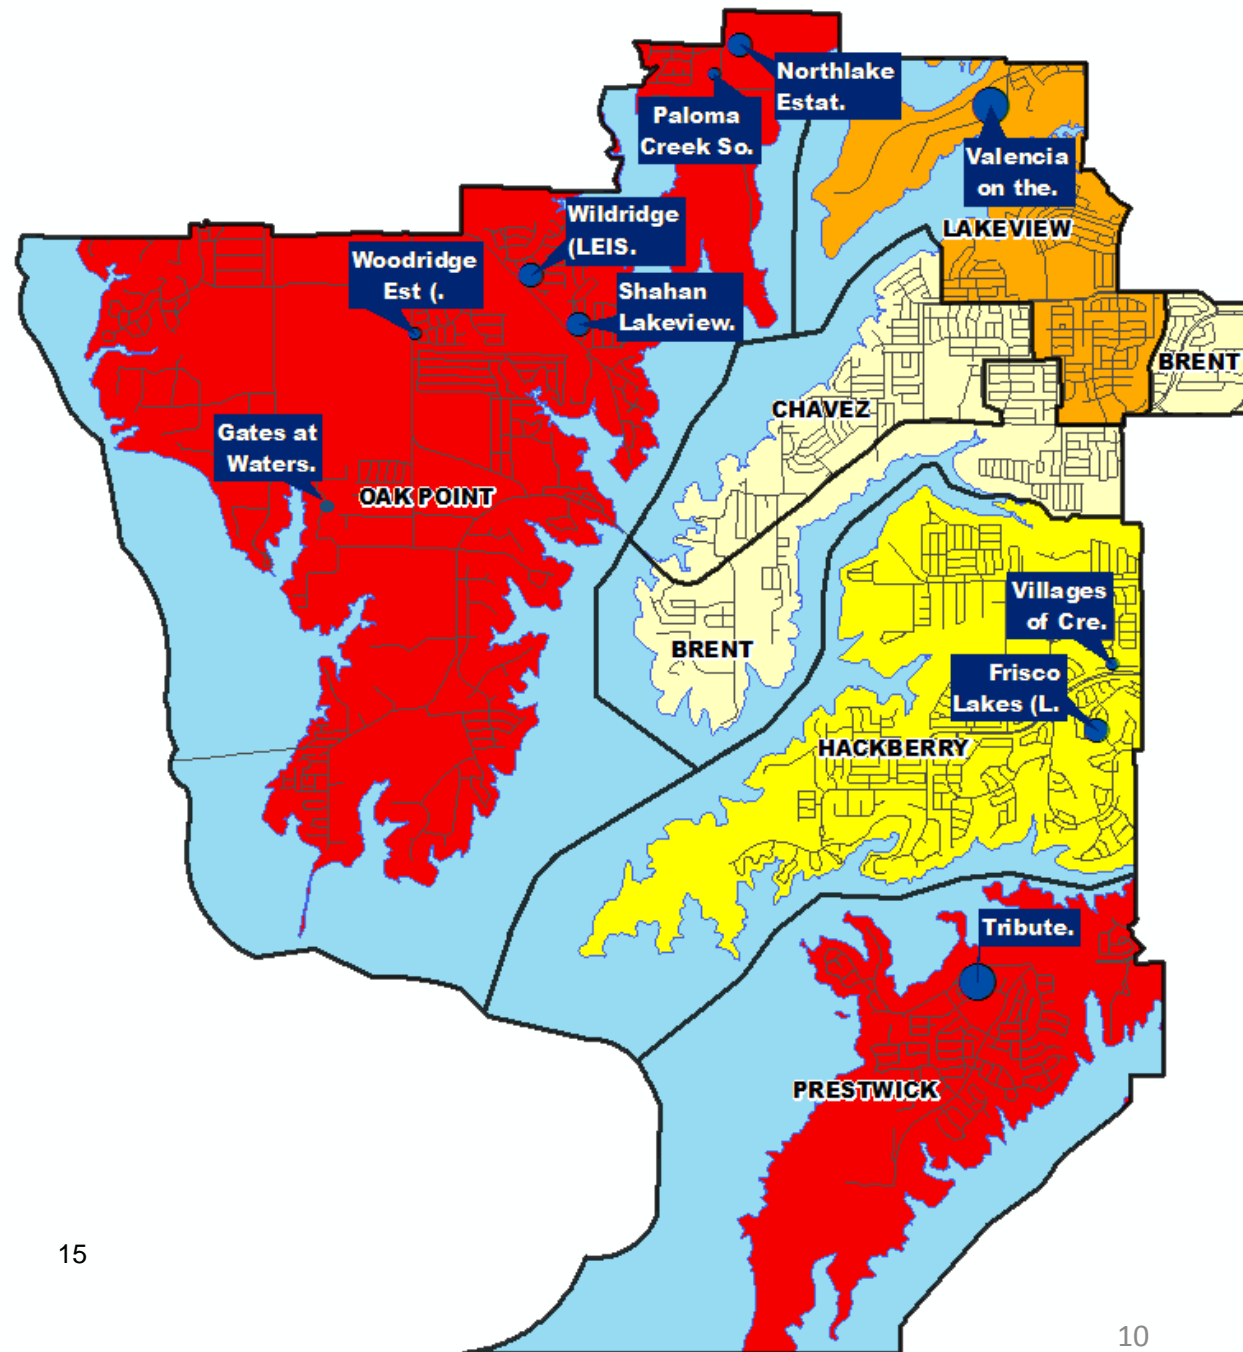 Northlake
Estat.
Paloma
Creek So.
Valencia
on the.
LAKEVIEW
Wildridge
(LEIS.
Woodridge
Est (.
Shahan
Lakeview.
BRENT
CHAVEZ
Gates at
Waters.
OAK POINT
Villages
of Cre.
BRENT
Frisco
Lakes (L.
HACKBERRY
Tribute.
PRESTWICK
15
10